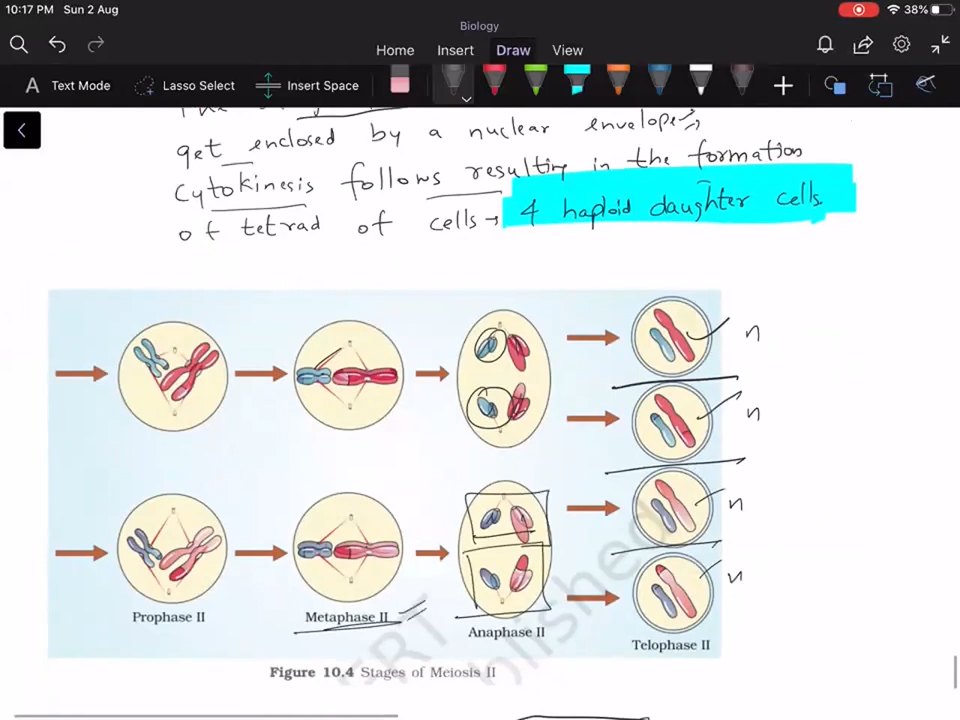 10:17 PM Sun 2 Aug
38%
Biology
Home Insert Draw View
Text Mode Lasso Select Insert Space
get enclosed by a nuclear envelope;
Cytokinesis follows resulting in the formation
of tetrad of cells → 4 haploid daughter cells.
n
n
n
n
Prophase II Metaphase II Anaphase II Telophase II
Figure 10.4 Stages of Meiosis II